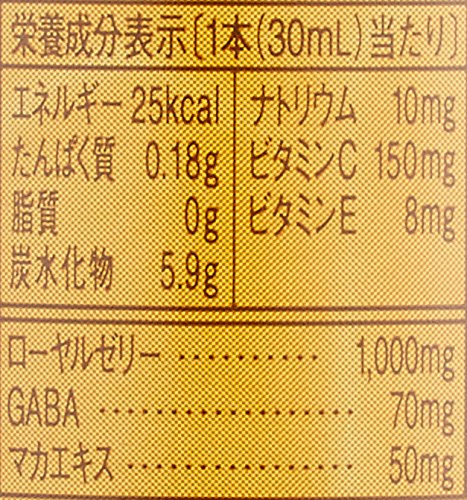 栄養成分表示〔1本(30mL)当たり〕
エネルギー 25kcal
たんぱく質 0.18g
脂質 0g
炭水化物 5.9g
ナトリウム 10mg
ビタミンC 150mg
ビタミンE 8mg
ローヤルゼリー ………… 1,000mg
GABA ……………… 70mg
マカエキス …………… 50mg